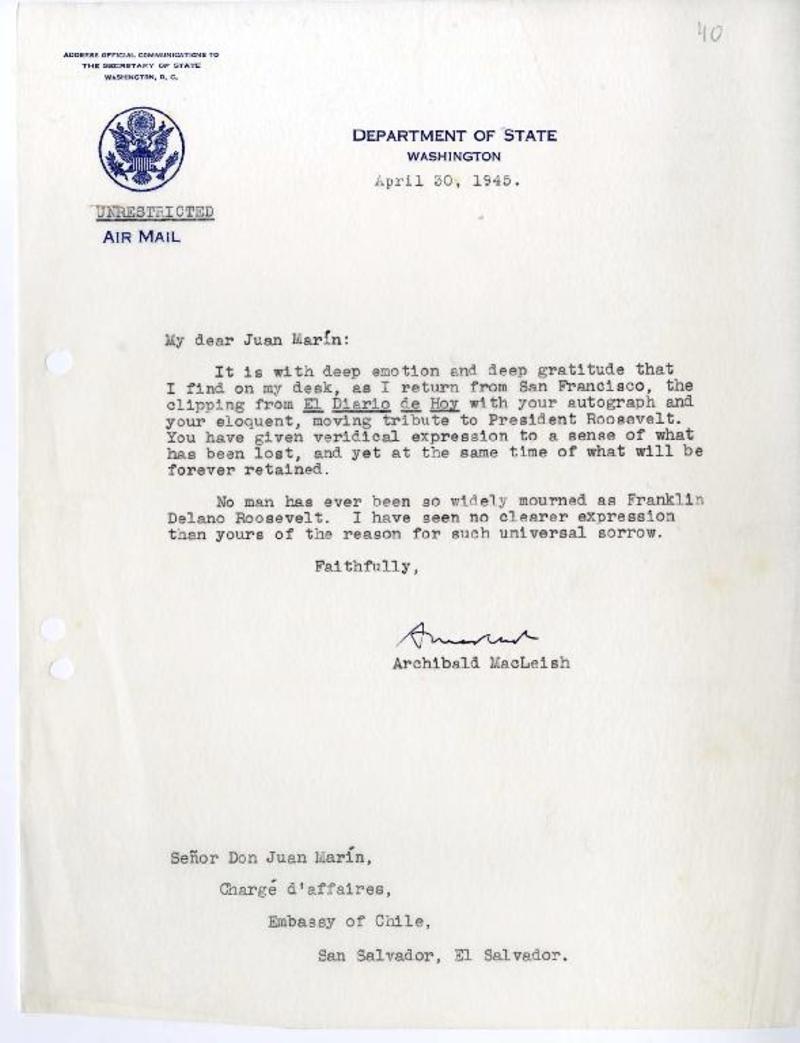 40
ADDRESS OFFICIAL COMMUNICATIONS TO
THE SECRETARY OF STATE
WASHINGTON, D. C.
DEPARTMENT OF STATE
WASHINGTON
April 30, 1945.
UNRESTRICTED
AIR MAIL
My dear Juan Marín:
It is with deep emotion and deep gratitude that
I find on my desk, as I return from San Francisco, the
clipping from El Diario de Hoy with your autograph and
your eloquent, moving tribute to President Roosevelt.
You have given veridical expression to a sense of what
has been lost, and yet at the same time of what will be
forever retained.
No man has ever been so widely mourned as Franklin
Delano Roosevelt. I have seen no clearer expression
than yours of the reason for such universal sorrow.
Faithfully,
Archibald MacLeish
Señor Don Juan Marín,
Chargé d'affaires,
Embassy of Chile,
San Salvador, El Salvador.